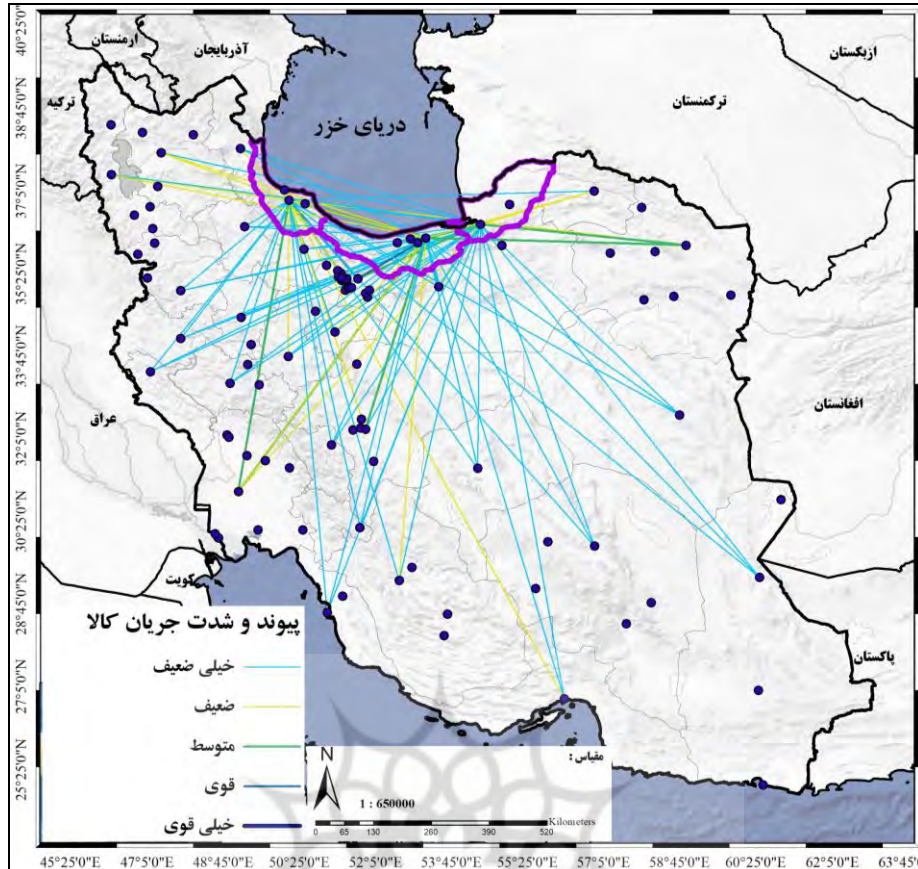 40°25'0"N
38°45'0"N
37°5'0"N
35°25'0"N
33°45'0"N
32°5'0"N
30°25'0"N
28°45'0"N
27°5'0"N
25°25'0"N
ارمنستان
آذربایجان
ترکیه
دریای خزر
ازبکستان
ترکمنستان
افغانستان
عراق
کویت
پاکستان
پیوند و شدت جریان کالا
خیلی ضعیف
ضعیف
متوسط
قوی
خیلی قوی
مقیاس :
N
1 : 650000
Kilometers
0 65 130 260 390 520
45°25'0"E 47°5'0"E 48°45'0"E 50°25'0"E 52°5'0"E 53°45'0"E 55°25'0"E 57°5'0"E 58°45'0"E 60°25'0"E 62°5'0"E 63°45'0"E